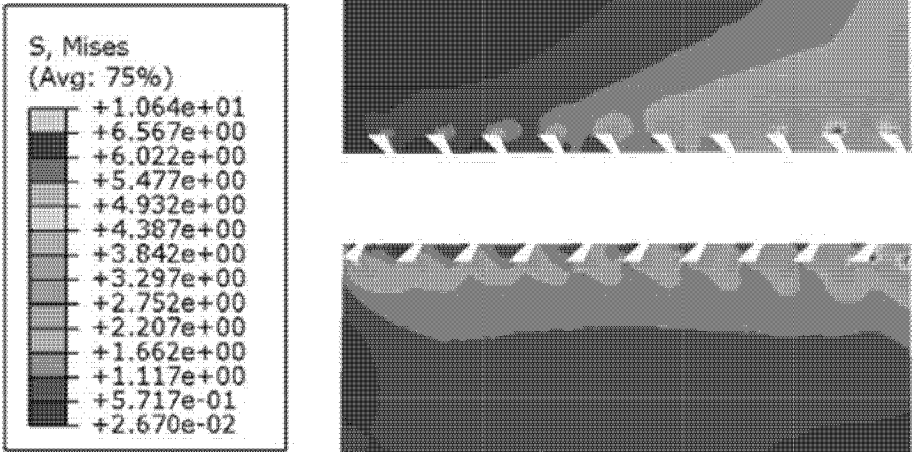 S, Mises
(Avg: 75%)
+1.064e+01
+6.567e+00
+6.022e+00
+5.477e+00
+4.932e+00
+4.387e+00
+3.842e+00
+3.297e+00
+2.752e+00
+2.207e+00
+1.662e+00
+1.117e+00
+5.717e-01
+2.670e-02